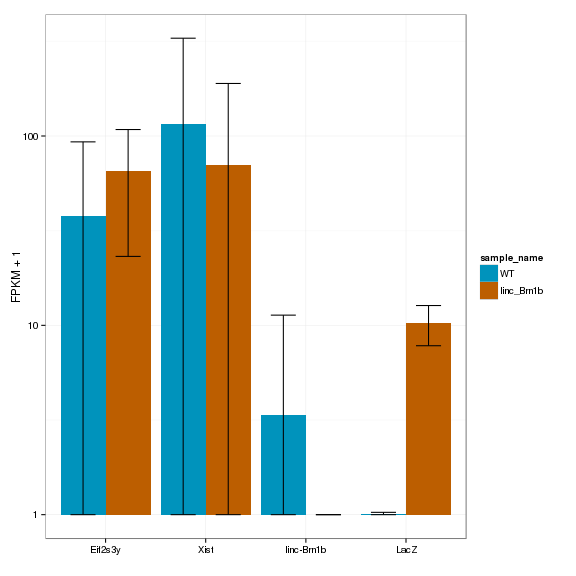 FPKM + 1
100
10
1
Eif2s3y Xist linc-Brn1b LacZ
sample_name
WT
linc_Brn1b